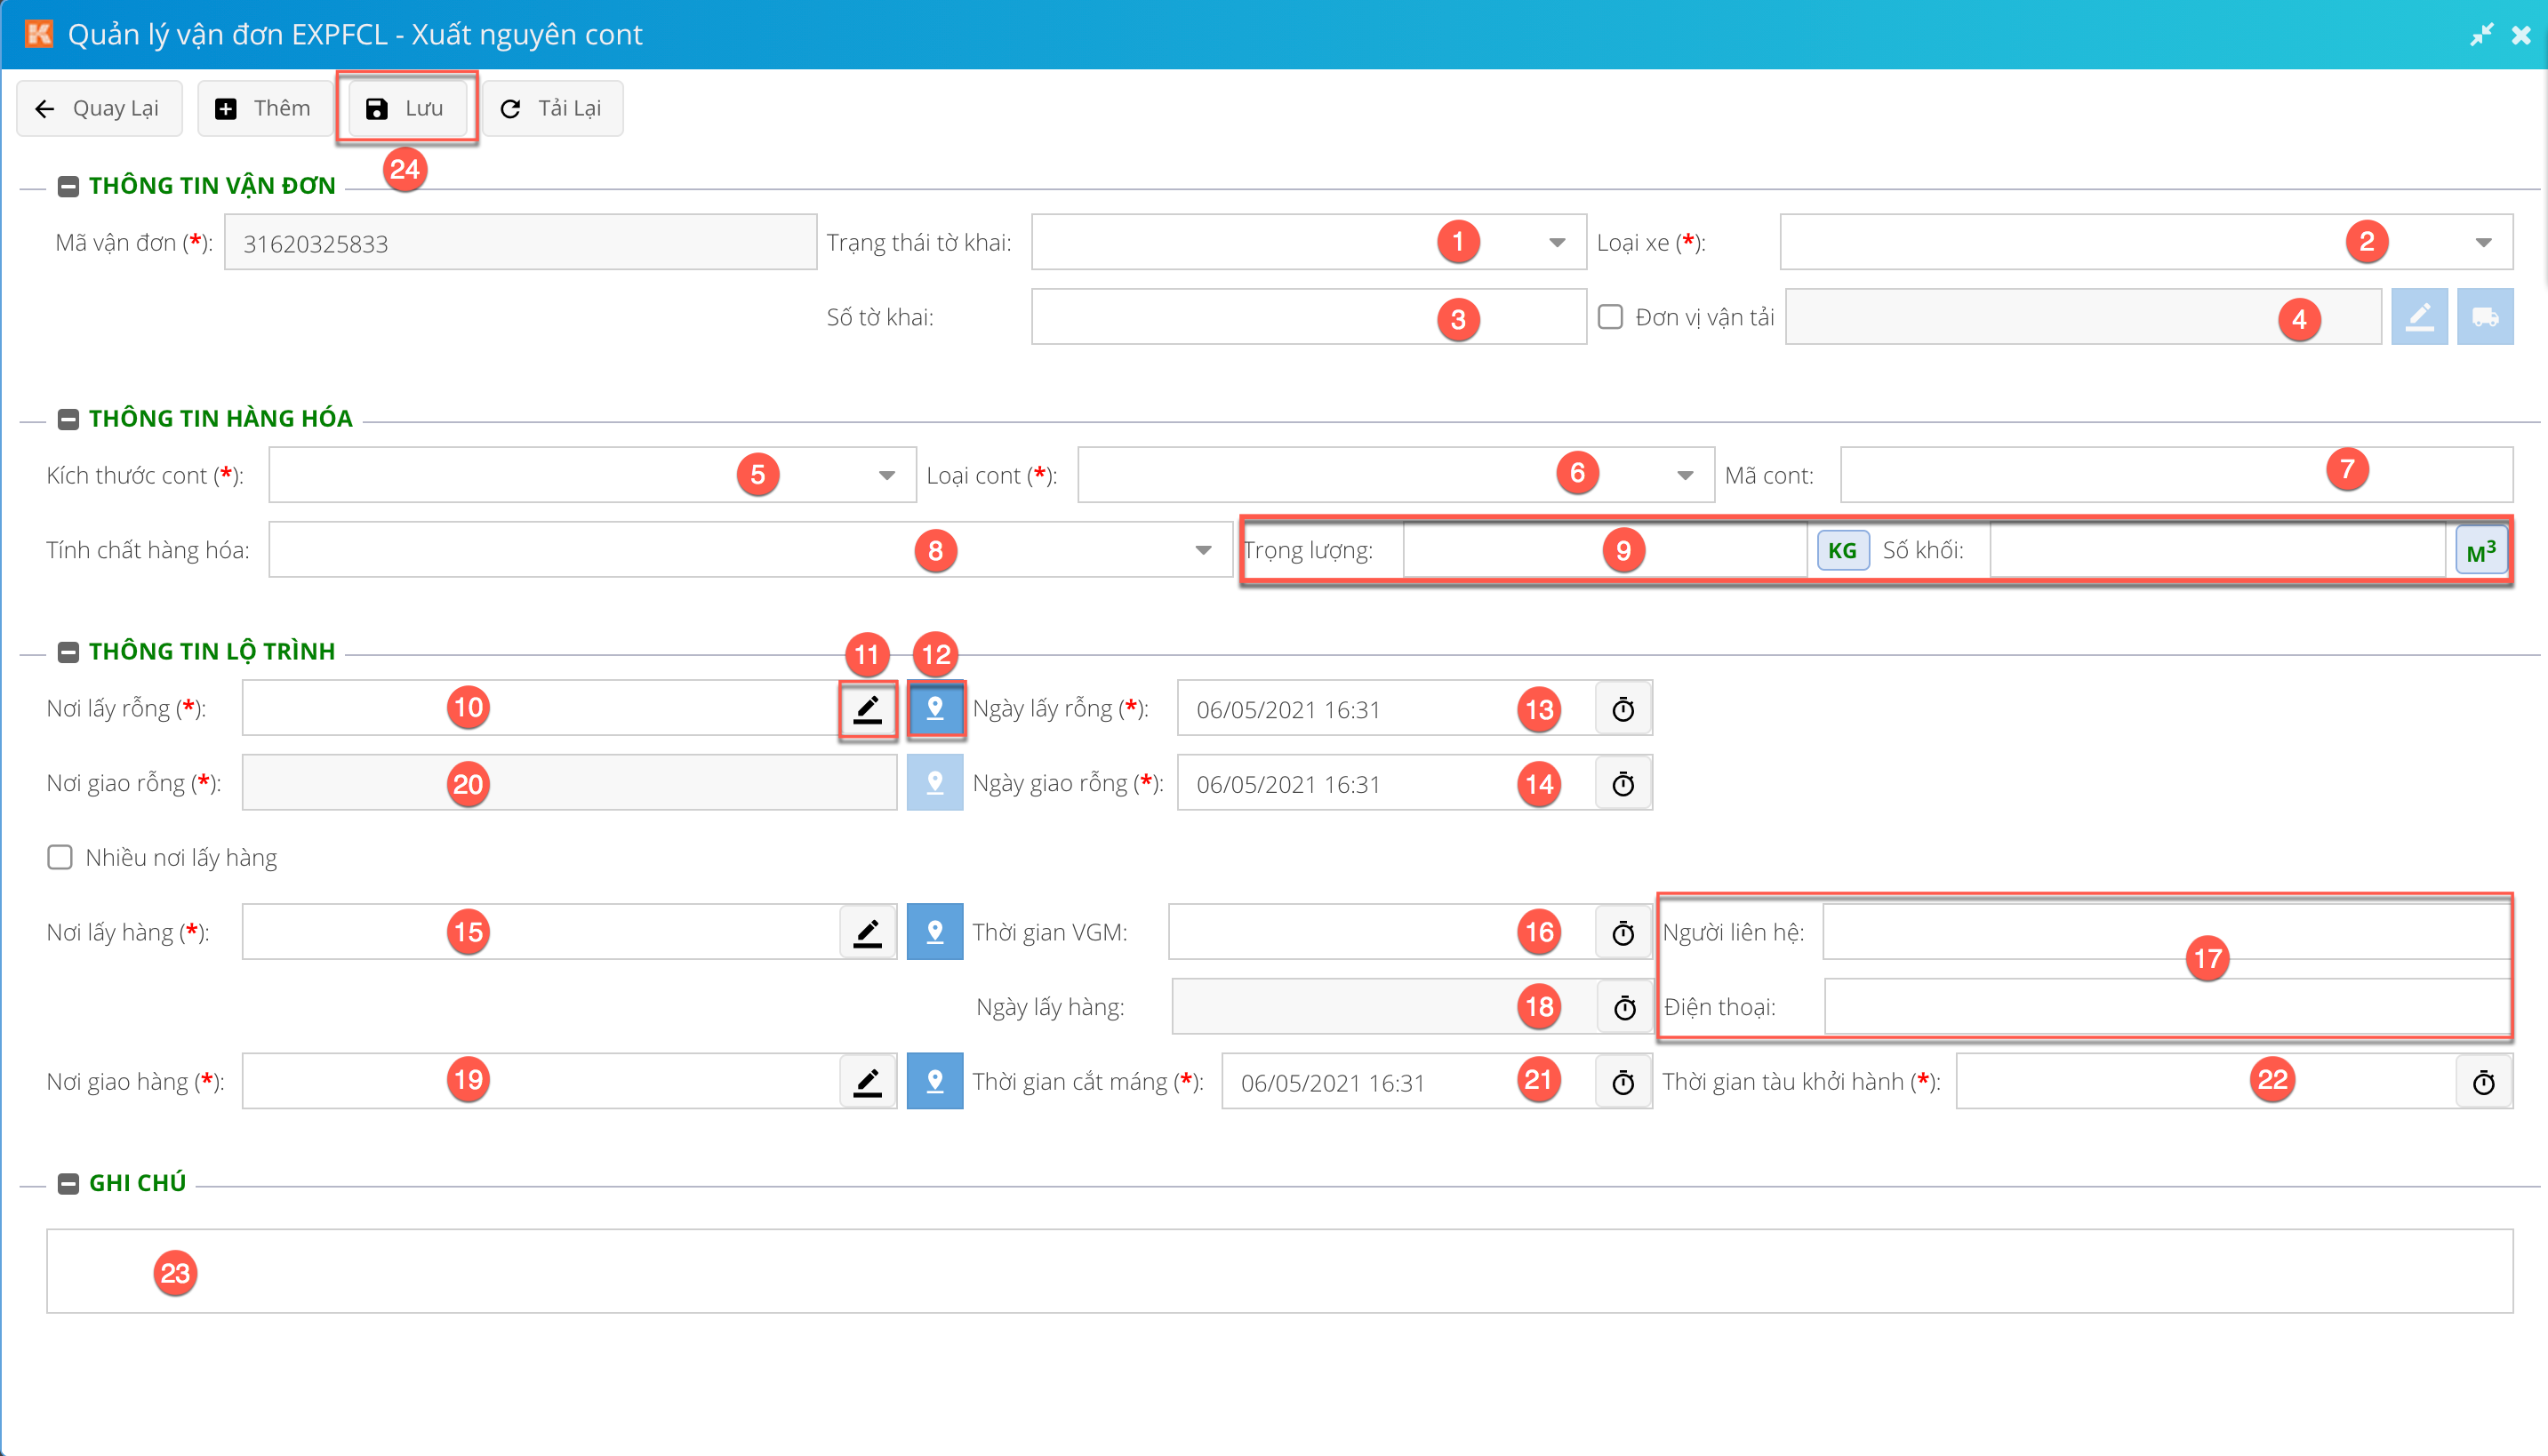 K Quản lý vận đơn EXPFCL - Xuất nguyên cont
Quay Lại Thêm Lưu Tải Lại
24
THÔNG TIN VẬN ĐƠN
Mã vận đơn (*): 31620325833 Trạng thái tờ khai: 1 Loại xe (*): 2
Số tờ khai: 3 Đơn vị vận tải 4
THÔNG TIN HÀNG HÓA
Kích thước cont (*): 5 Loại cont (*): 6 Mã cont: 7
Tính chất hàng hóa: 8 Trọng lượng: 9 KG Số khối: M³
THÔNG TIN LỘ TRÌNH 11 12
Nơi lấy rỗng (*): 10 Ngày lấy rỗng (*): 06/05/2021 16:31 13
Nơi giao rỗng (*): 20 Ngày giao rỗng (*): 06/05/2021 16:31 14
Nhiều nơi lấy hàng
Nơi lấy hàng (*): 15 Thời gian VGM: 16 Người liên hệ: 17
Ngày lấy hàng: 18 Điện thoại:
Nơi giao hàng (*): 19 Thời gian cắt máng (*): 06/05/2021 16:31 21 Thời gian tàu khởi hành (*): 22
GHI CHÚ
23